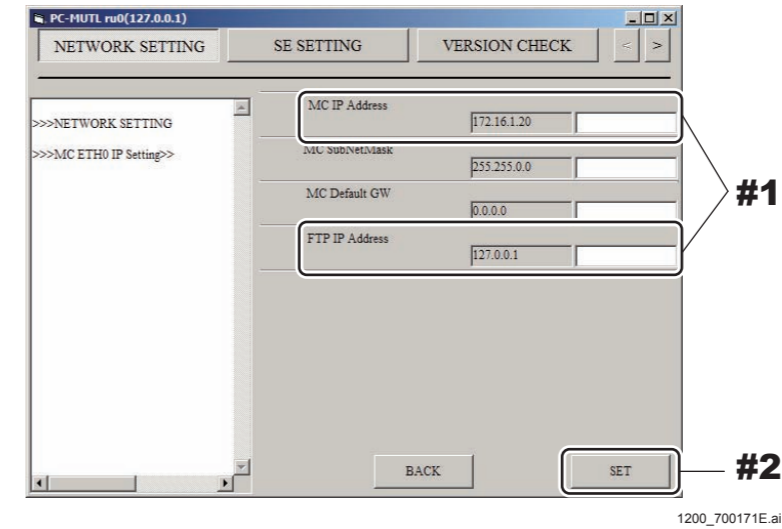 PC-MUTL ru0(127.0.0.1)
NETWORK SETTING
SE SETTING
VERSION CHECK
<
>
>>>NETWORK SETTING
>>>MC ETH0 IP Setting>>
MC IP Address
172.16.1.20
MC SubNetMask
255.255.0.0
MC Default GW
0.0.0.0
FTP IP Address
127.0.0.1
#1
BACK
SET
#2
1200_700171E.ai